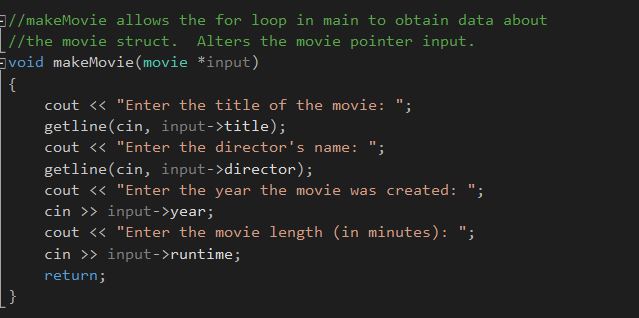 //makeMovie allows the for loop in main to obtain data about
//the movie struct.  Alters the movie pointer input.
void makeMovie(movie *input)
{
    cout << "Enter the title of the movie: ";
    getline(cin, input->title);
    cout << "Enter the director's name: ";
    getline(cin, input->director);
    cout << "Enter the year the movie was created: ";
    cin >> input->year;
    cout << "Enter the movie length (in minutes): ";
    cin >> input->runtime;
    return;
}